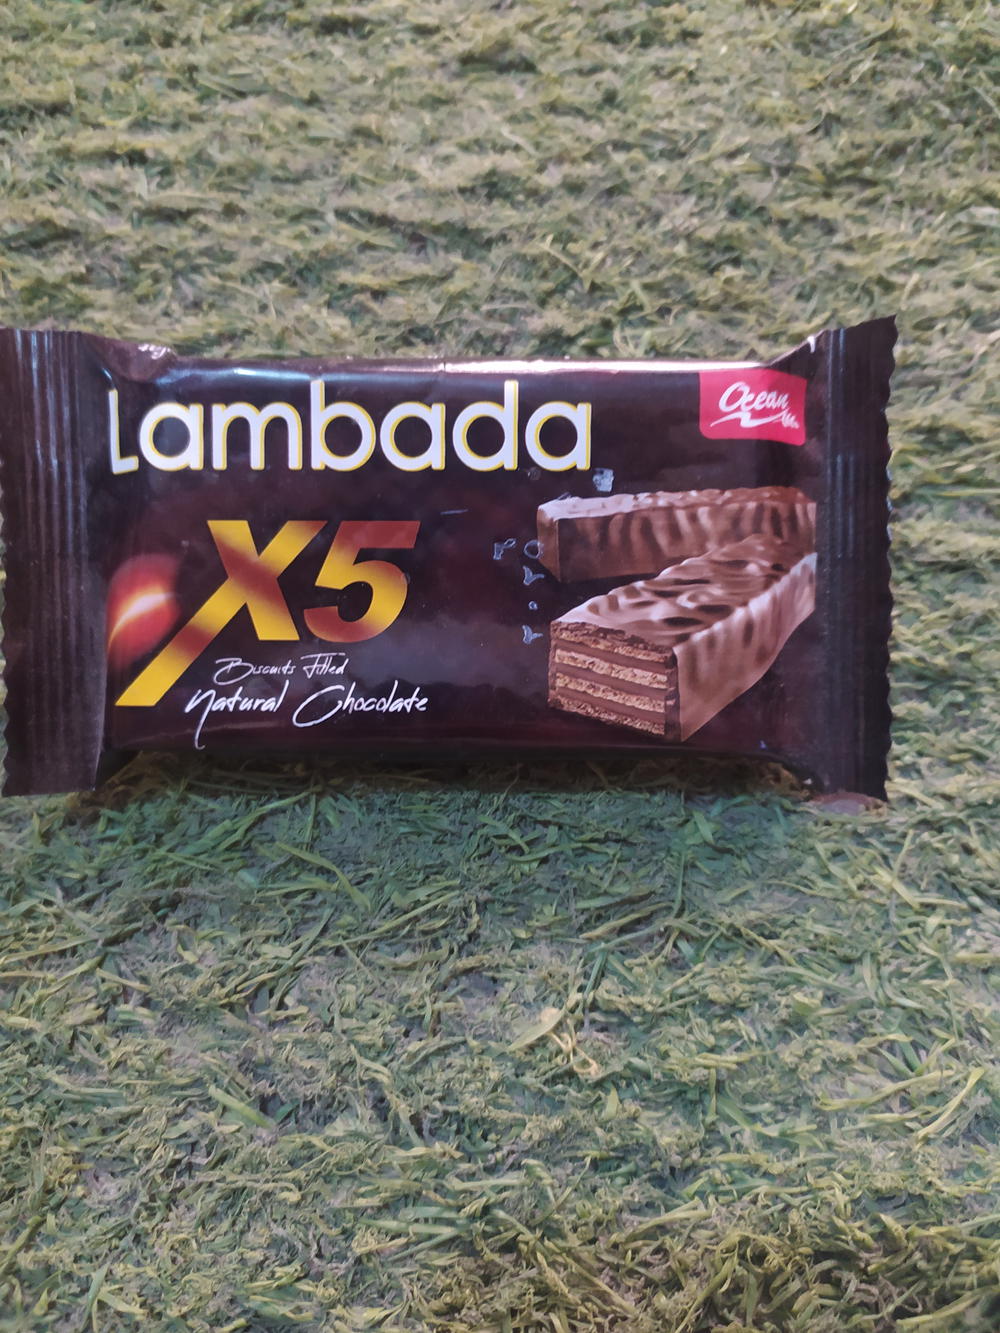 Lambada
Ocean
X5
Biscuits Filled
Natural Chocolate